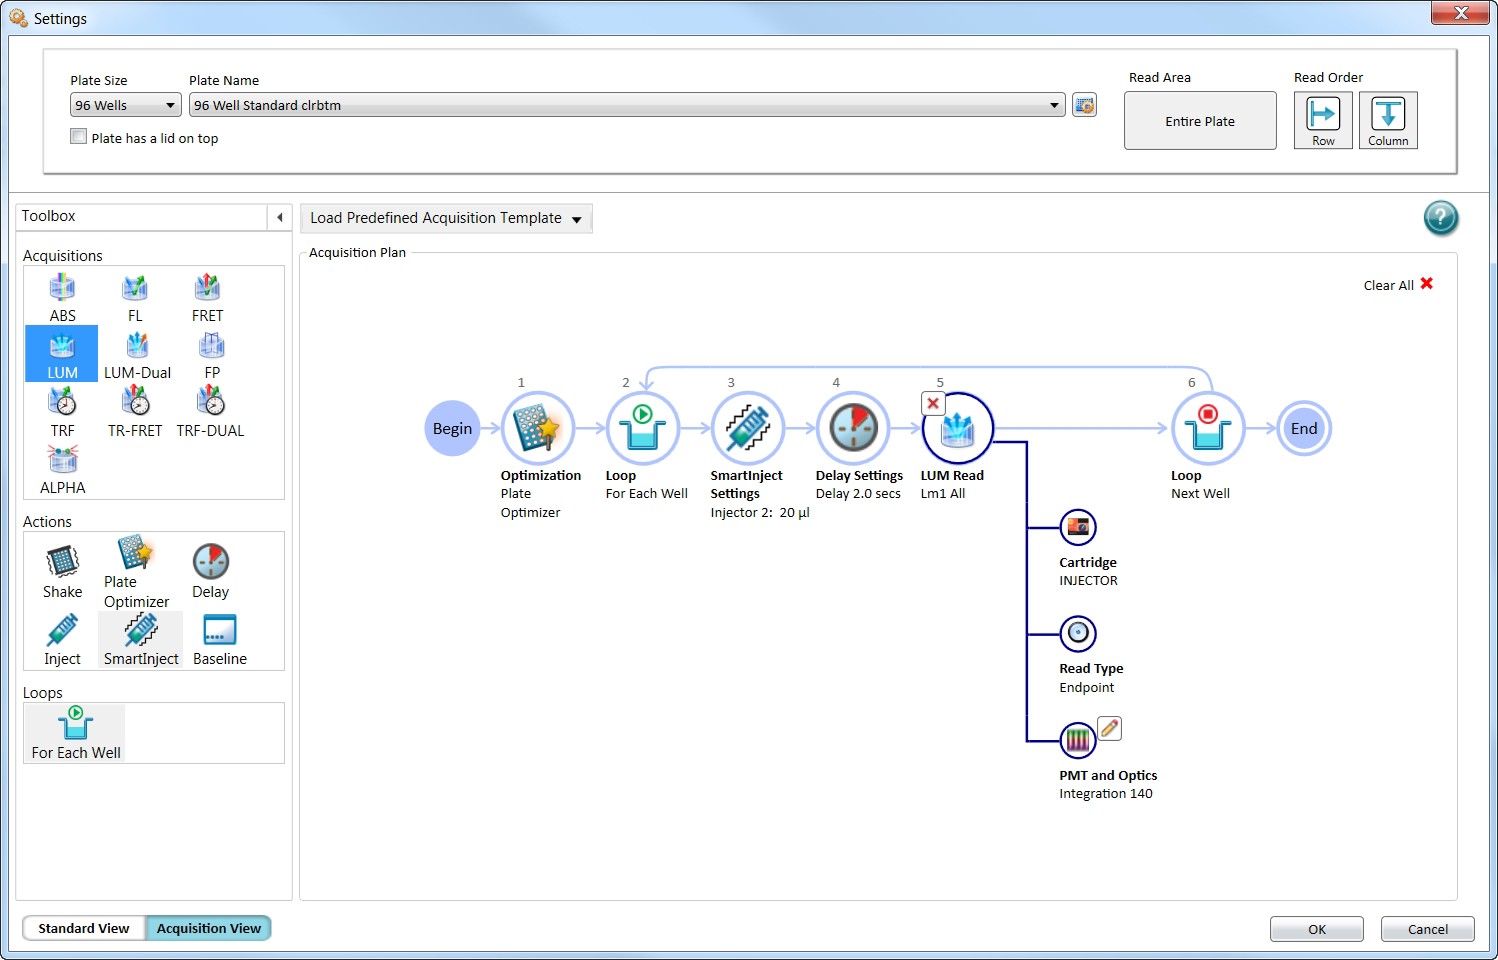 Settings
Plate Size
Plate Name
Read Area
Read Order
96 Wells
96 Well Standard clrbtm
Entire Plate
Row
Column
Plate has a lid on top
Toolbox
Load Predefined Acquisition Template
?
Acquisitions
ABS
FL
FRET
LUM
LUM-Dual
FP
TRF
TR-FRET
TRF-DUAL
ALPHA
Actions
Shake
Plate
Optimizer
Delay
Inject
SmartInject
Baseline
Loops
For Each Well
Acquisition Plan
Clear All
1
2
3
4
5
6
Begin
End
Optimization
Plate
Optimizer
Loop
For Each Well
SmartInject
Settings
Injector 2: 20 µl
Delay Settings
Delay 2.0 secs
LUM Read
Lm1 All
Loop
Next Well
Cartridge
INJECTOR
Read Type
Endpoint
PMT and Optics
Integration 140
Standard View
Acquisition View
OK
Cancel